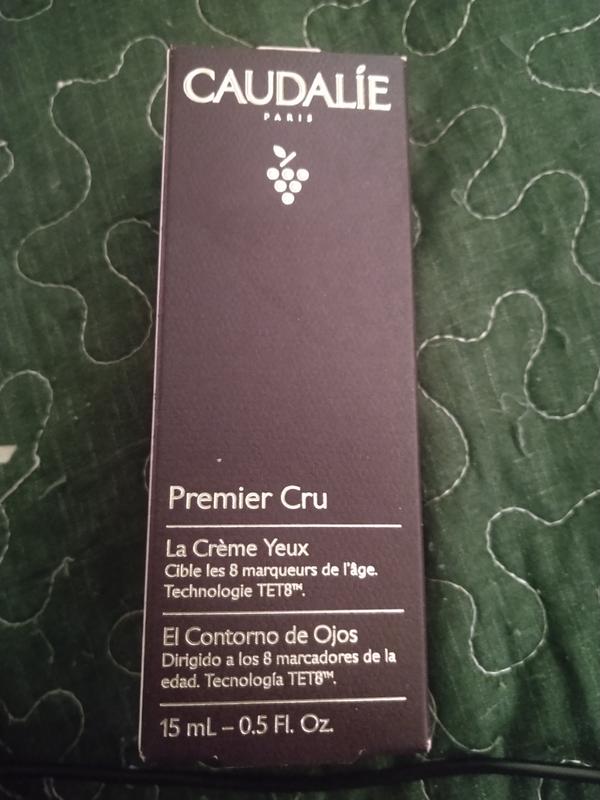 CAUDALÍE
PARIS
Premier Cru
La Crème Yeux
Cible les 8 marqueurs de l'âge.
Technologie TET8™.
El Contorno de Ojos
Dirigido a los 8 marcadores de la
edad. Tecnología TET8™.
15 mL – 0.5 Fl. Oz.